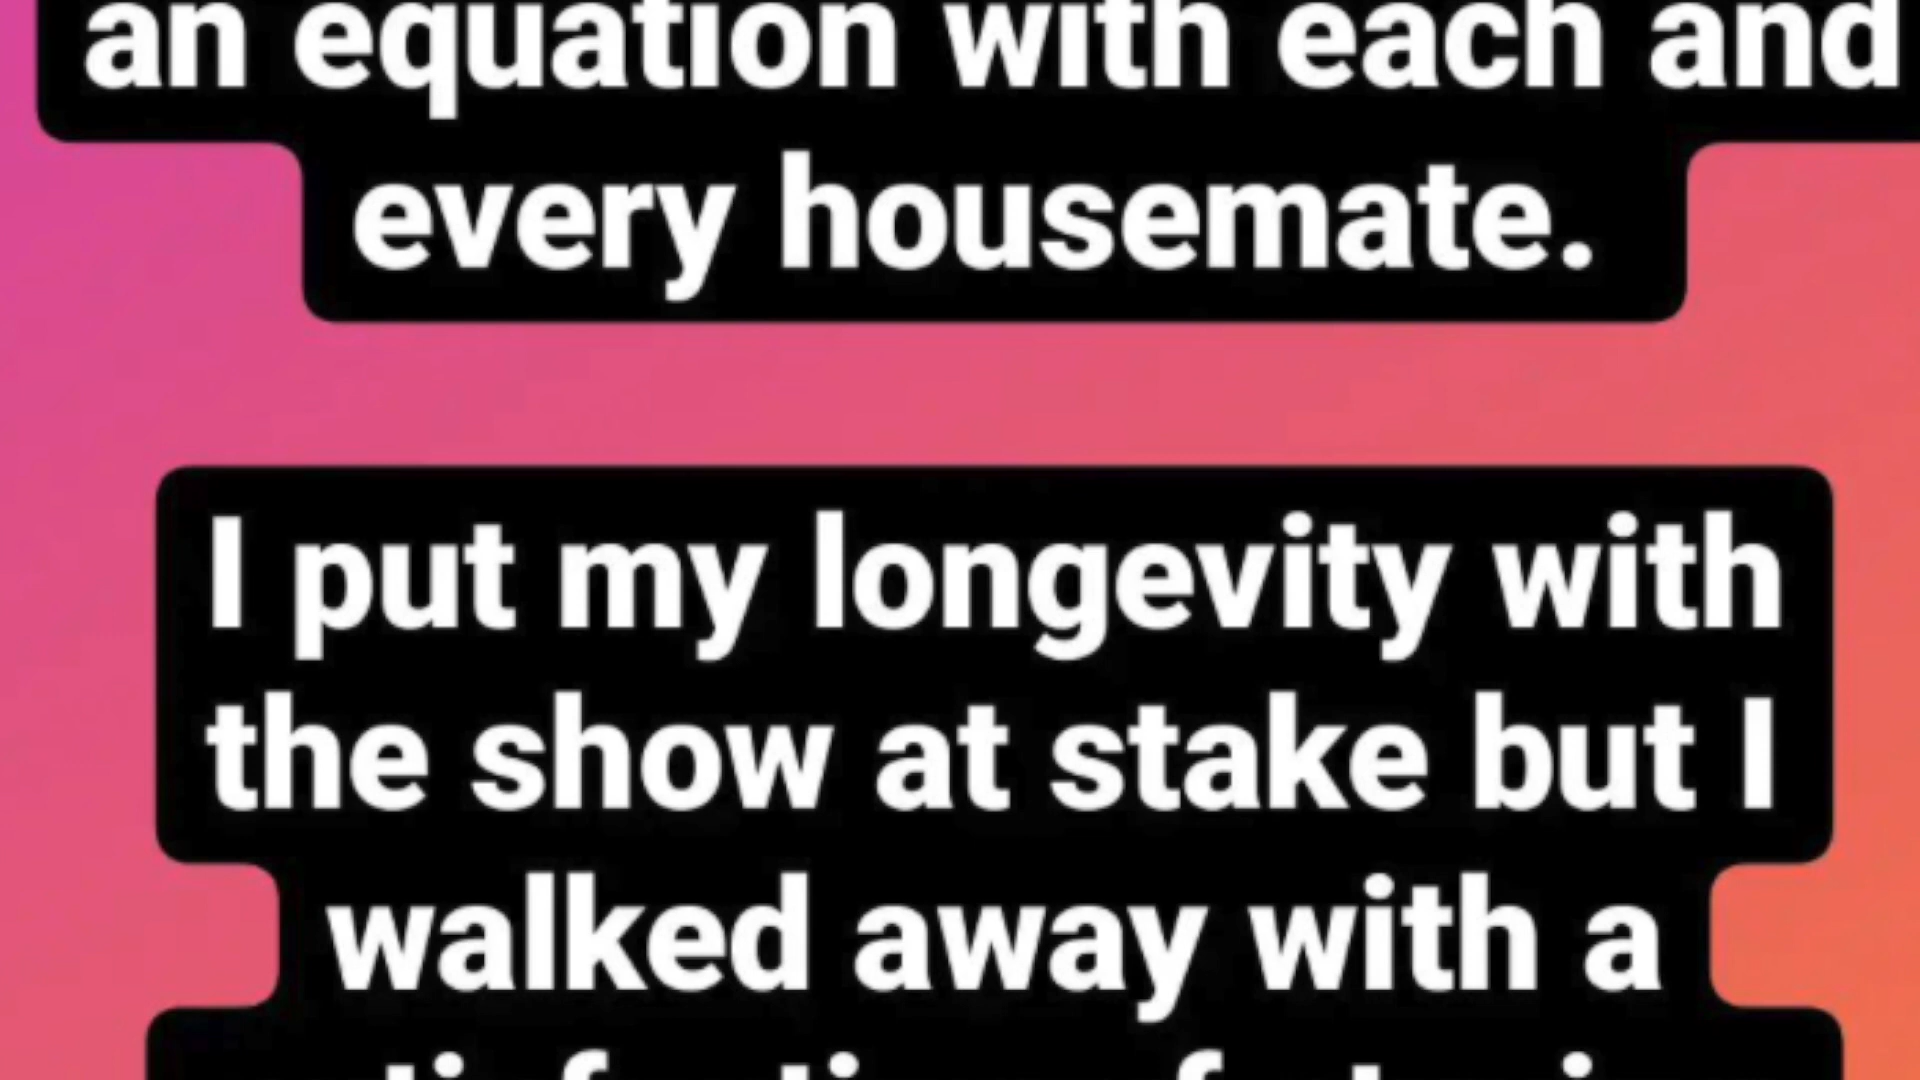 an equation with each and
every housemate.
I put my longevity with
the show at stake but I
walked away with a